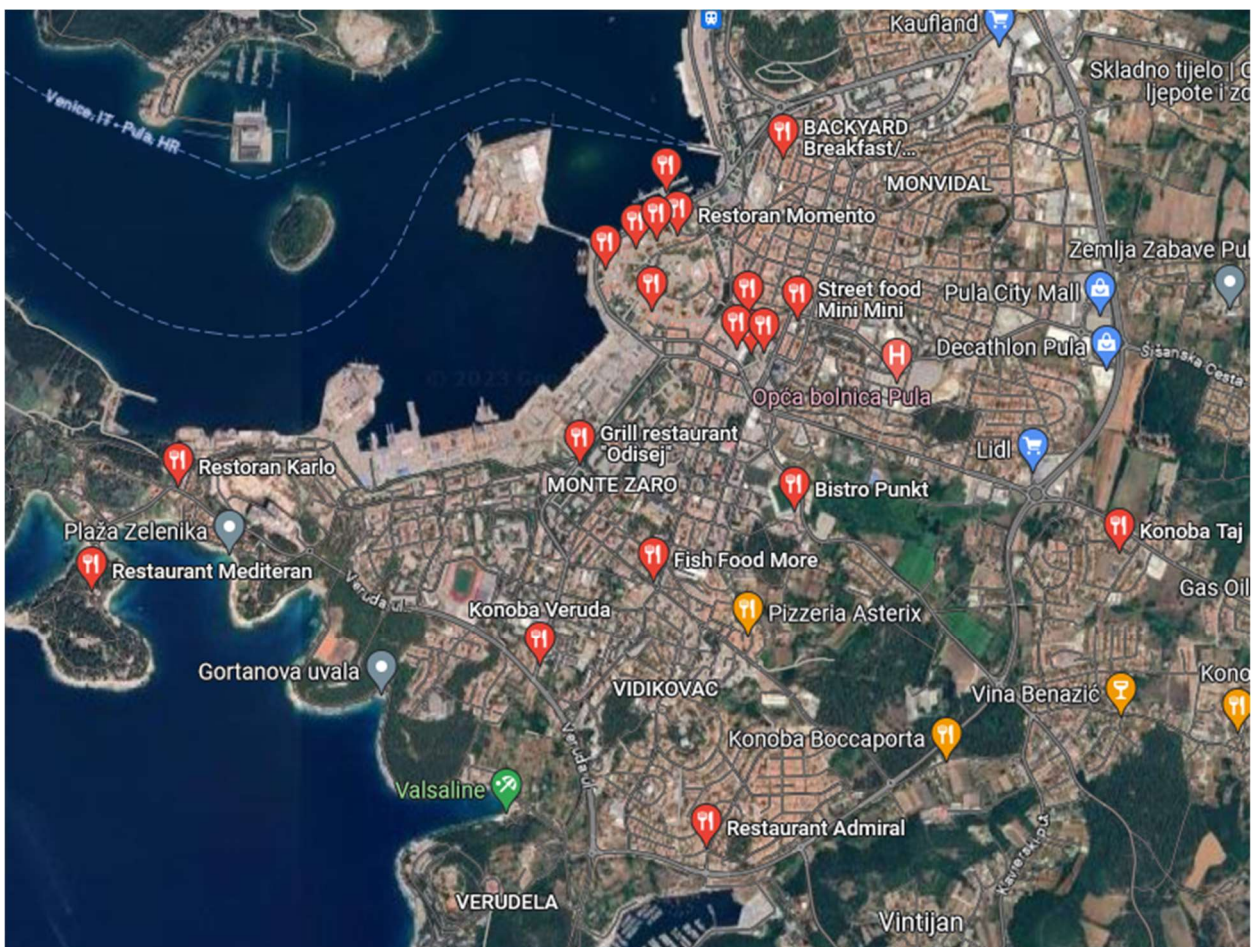 Kaufland
Skladno tijelo | C
ljepote i zd
Venice, IT - Pula, HR
BACKYARD
Breakfast/...
MONVIDAL
Restoran Momento
Zemlja Zabave Pul
Street food
Mini Mini
Pula City Mall
Decathlon Pula
Šišanska Cesta
H
Opća bolnica Pula
© 2023 Goo
Grill restaurant
"Odisej"
Lidl
Restoran Karlo
MONTE ZARO
Bistro Punkt
Plaža Zelenika
Konoba Taj
Restaurant Mediteran
Fish Food More
Gas Oil
Veruda ul.
Konoba Veruda
Pizzeria Asterix
Gortanova uvala
Kono
VIDIKOVAC
Vina Benazić
Konoba Boccaporta
Veruda ul.
Valsaline
Restaurant Admiral
VERUDELA
Vintijan